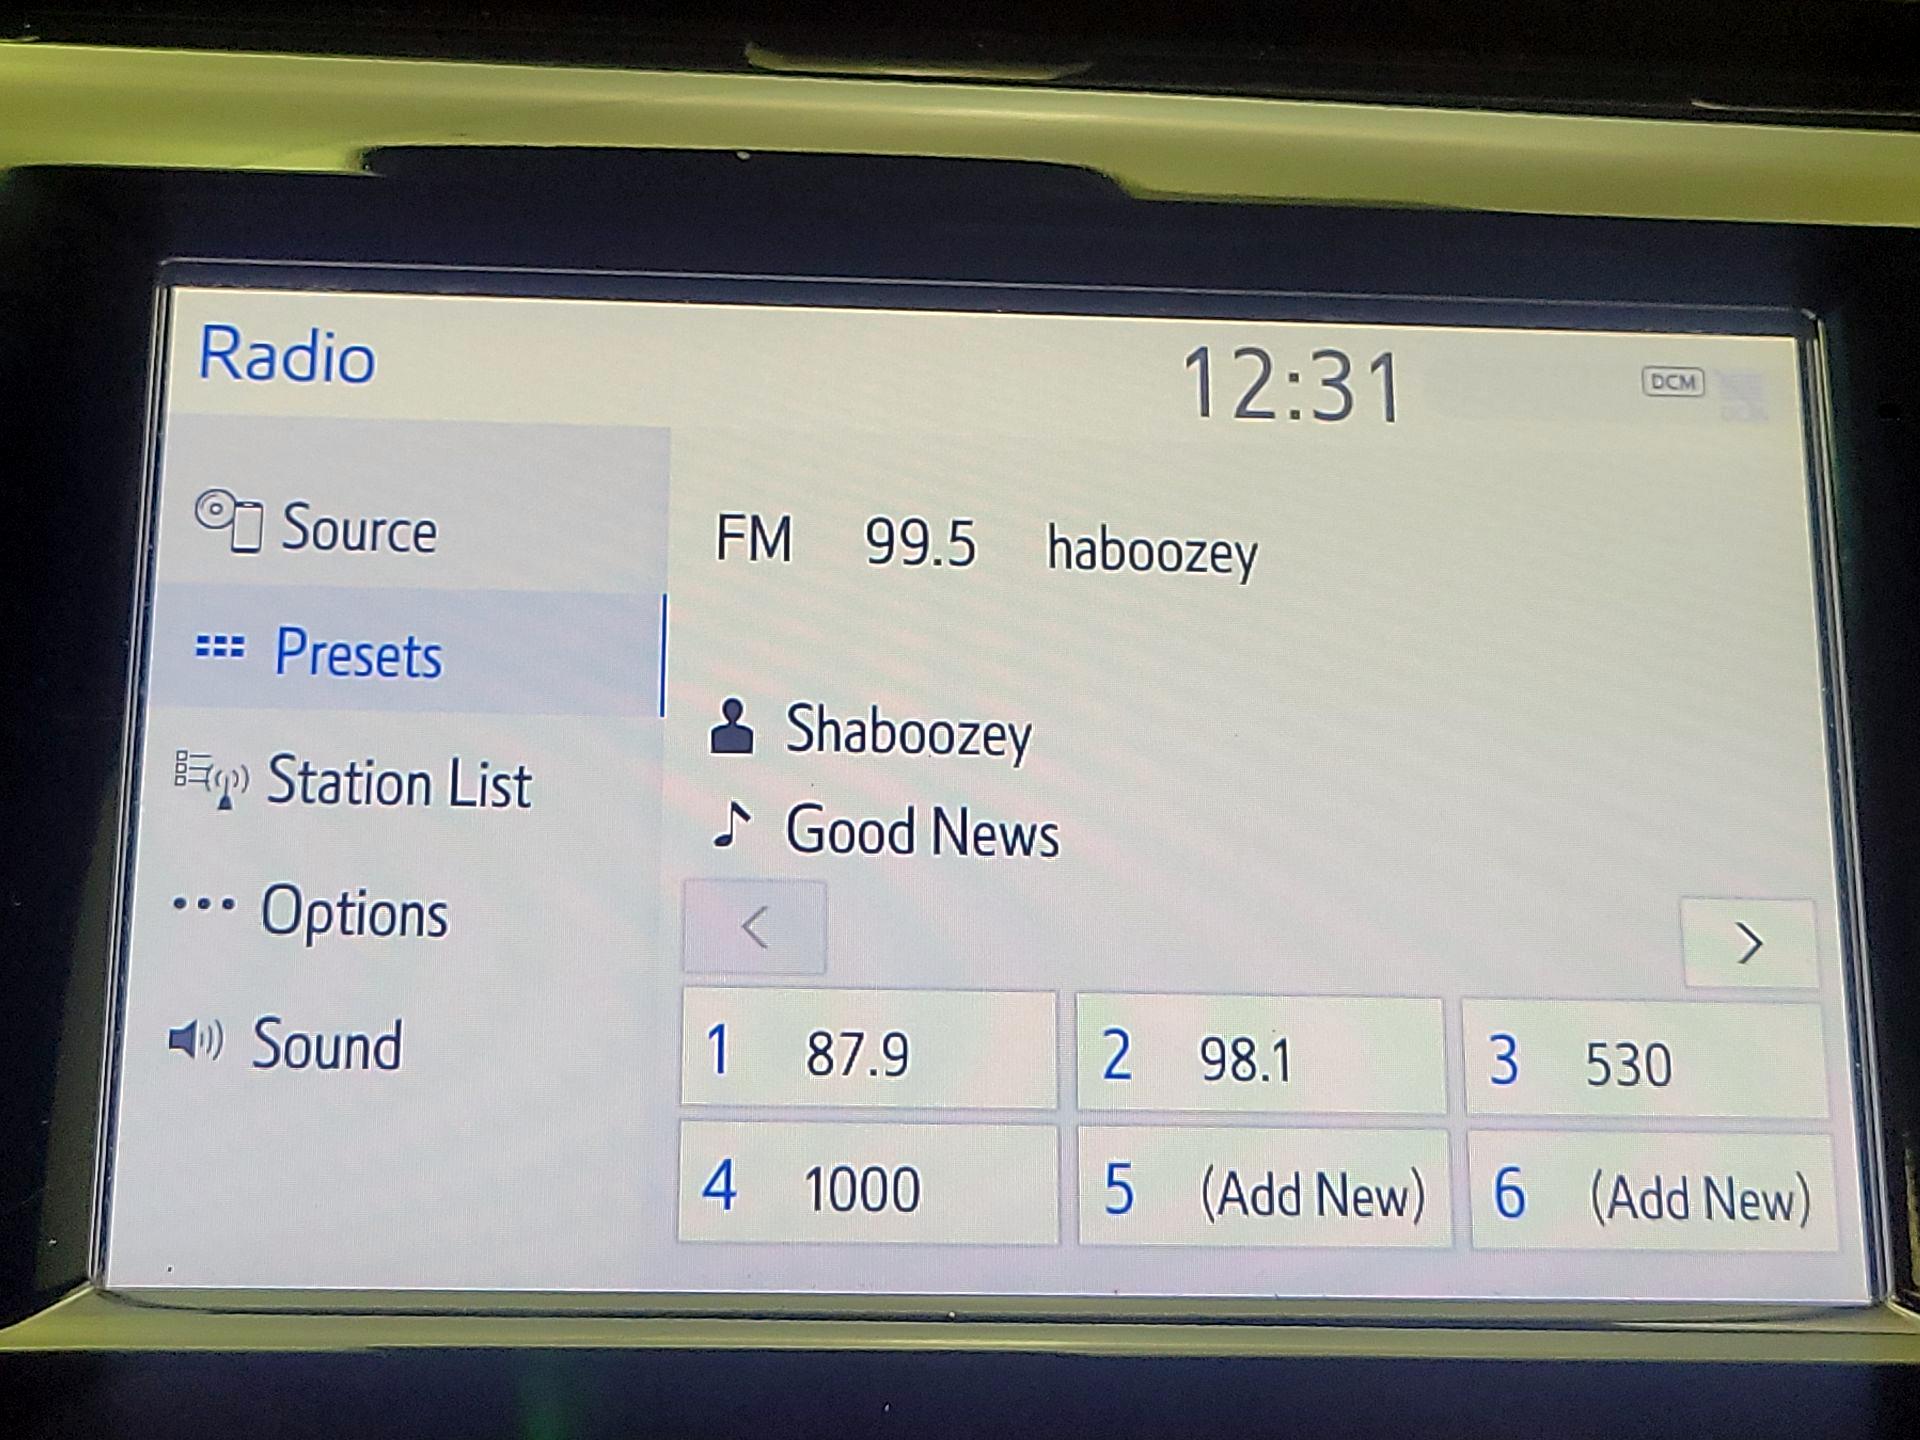 Radio
12:31
DCM
Source
Presets
Station List
Options
Sound
FM 99.5 haboozey
Shaboozey
Good News
1 87.9
2 98.1
3 530
4 1000
5 (Add New)
6 (Add New)